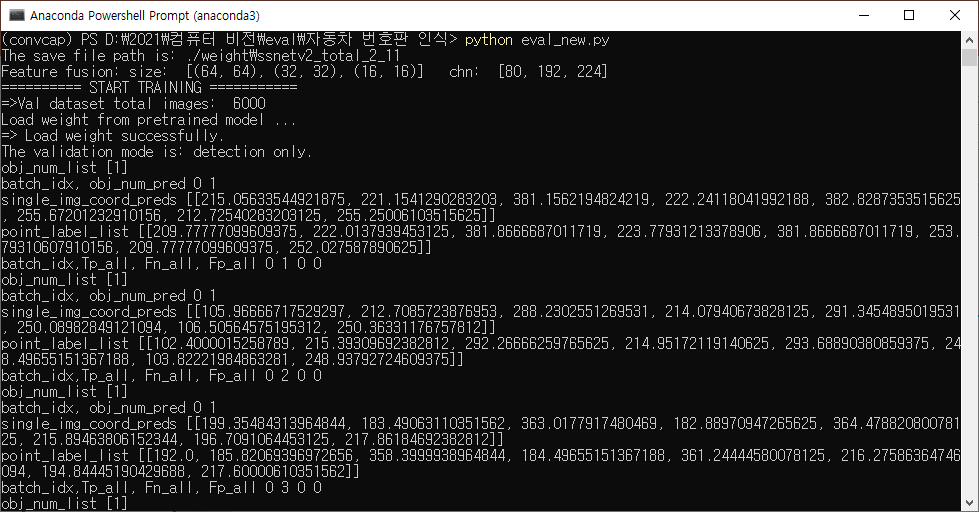 Anaconda Powershell Prompt (anaconda3)
(convcap) PS D:\2021\컴퓨터 비전\eval\자동차 번호판 인식> python eval_new.py
The save file path is: ./weight\ssnetv2_total_2_11
Feature fusion: size:  [(64, 64), (32, 32), (16, 16)]   chn:  [80, 192, 224]
========== START TRAINING ===========
=>Val dataset total images:  6000
Load weight from pretrained model ...
=> Load weight successfully.
The validation mode is: detection only.
obj_num_list [1]
batch_idx, obj_num_pred 0 1
single_img_coord_preds [[215.05633544921875, 221.1541290283203, 381.1562194824219, 222.24118041992188, 382.8287353515625
, 255.67201232910156, 212.72540283203125, 255.25006103515625]]
point_label_list [[209.77777099609375, 222.0137939453125, 381.8666687011719, 223.77931213378906, 381.8666687011719, 253.
79310607910156, 209.77777099609375, 252.027587890625]]
batch_idx,Tp_all, Fn_all, Fp_all 0 1 0 0
obj_num_list [1]
batch_idx, obj_num_pred 0 1
single_img_coord_preds [[105.96666717529297, 212.7085723876953, 288.2302551269531, 214.07940673828125, 291.3454895019531
, 250.08982849121094, 106.50564575195312, 250.36331176757812]]
point_label_list [[102.4000015258789, 215.39309692382812, 292.26666259765625, 214.95172119140625, 293.68890380859375, 24
8.49655151367188, 103.82221984863281, 248.93792724609375]]
batch_idx,Tp_all, Fn_all, Fp_all 0 2 0 0
obj_num_list [1]
batch_idx, obj_num_pred 0 1
single_img_coord_preds [[199.35484313964844, 183.49063110351562, 363.0177917480469, 182.88970947265625, 364.478820800781
25, 215.89463806152344, 196.7091064453125, 217.86184692382812]]
point_label_list [[192.0, 185.82069396972656, 358.3999938964844, 184.49655151367188, 361.24444580078125, 216.27586364746
094, 194.84445190429688, 217.60000610351562]]
batch_idx,Tp_all, Fn_all, Fp_all 0 3 0 0
obj_num_list [1]